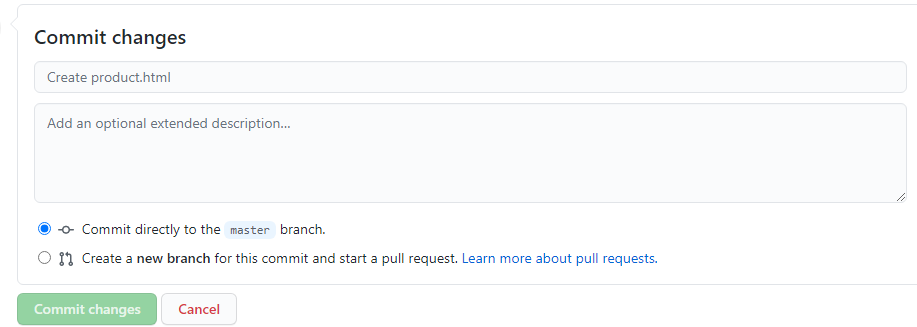 Commit changes
Create product.html
Add an optional extended description...
Commit directly to the master branch.
Create a new branch for this commit and start a pull request. Learn more about pull requests.
Commit changes
Cancel